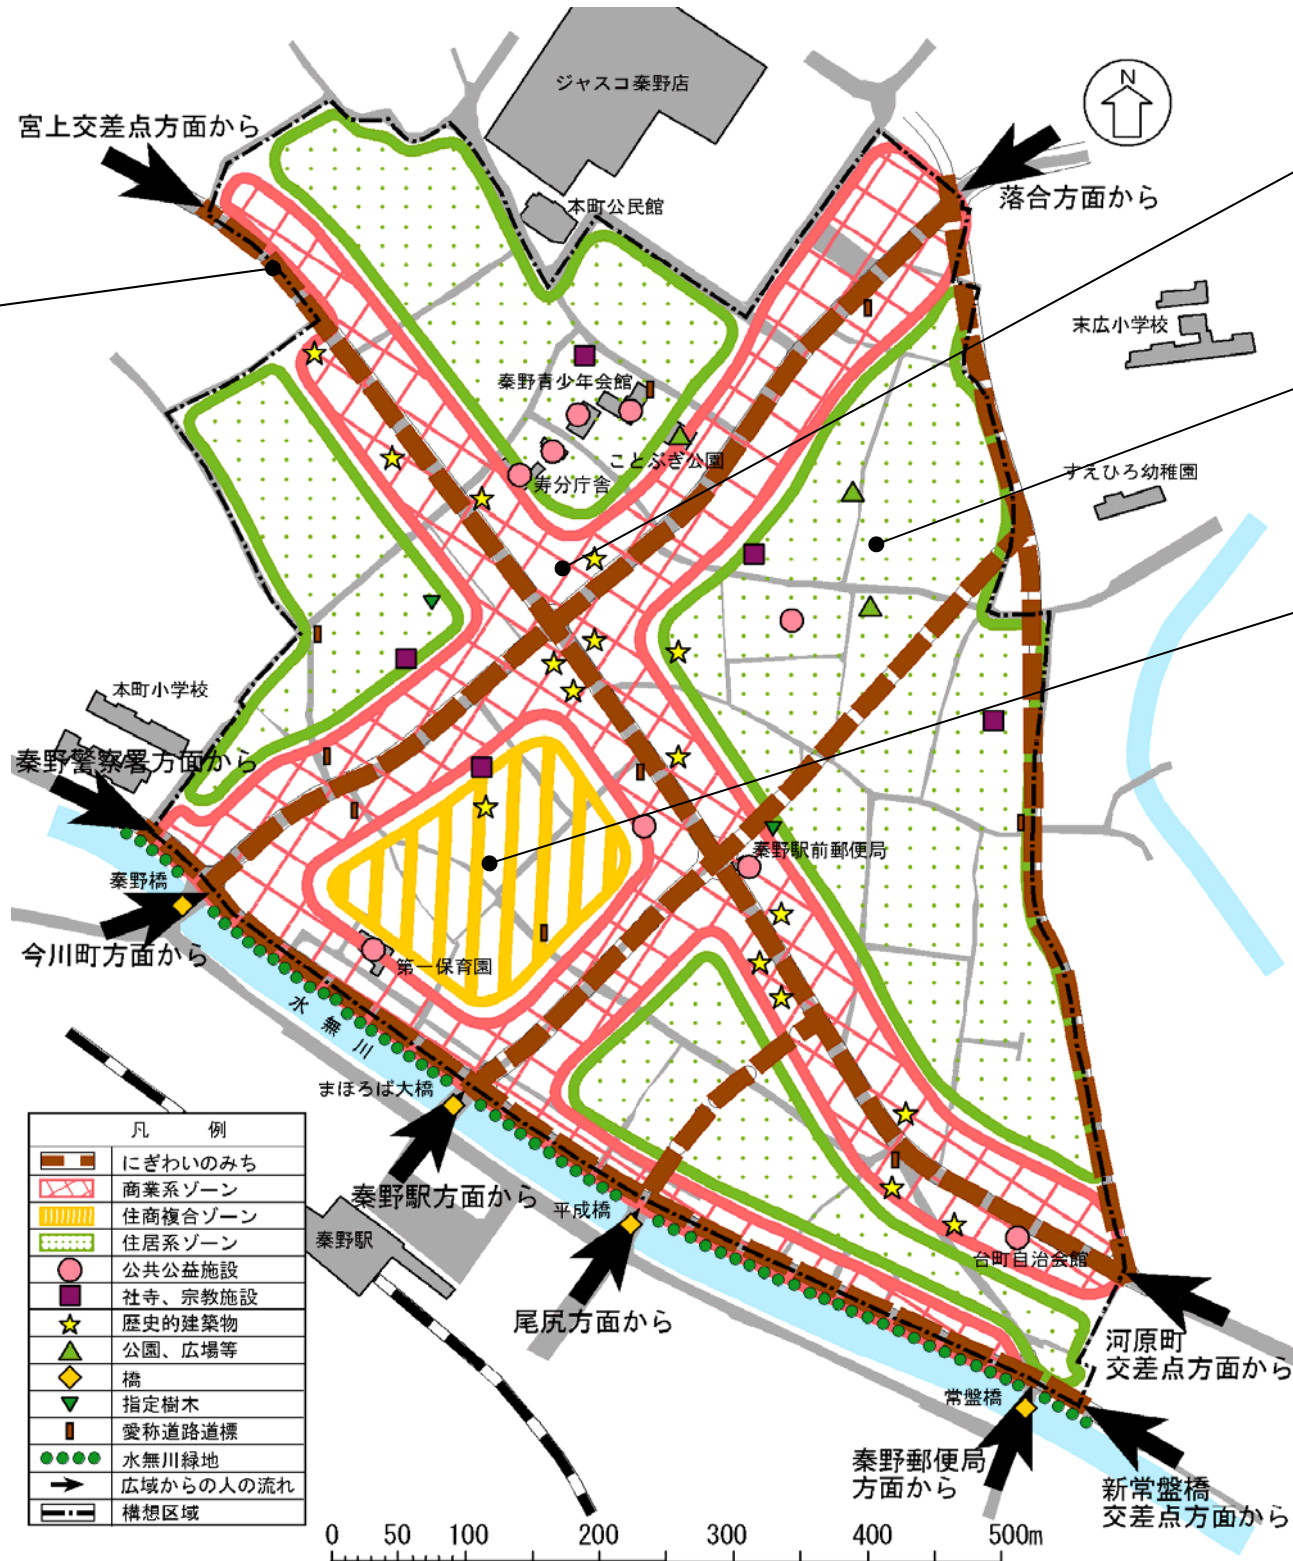 ジャスコ秦野店
N
宮上交差点方面から
落合方面から
本町公民館
末広小学校
秦野青少年会館
ことぶき公園
寿分庁舎
すえひろ幼稚園
本町小学校
秦野警察署方面から
秦野駅前郵便局
秦野橋
今川町方面から
第一保育園
水無川
まほろば大橋
秦野駅方面から
平成橋
秦野駅
尾尻方面から
台町自治会館
河原町
交差点方面から
常盤橋
秦野郵便局
方面から
新常盤橋
交差点方面から
凡 例
にぎわいのみち
商業系ゾーン
住商複合ゾーン
住居系ゾーン
公共公益施設
社寺、宗教施設
歴史的建築物
公園、広場等
橋
指定樹木
愛称道路道標
水無川緑地
広域からの人の流れ
構想区域
0 50 100 200 300 400 500m